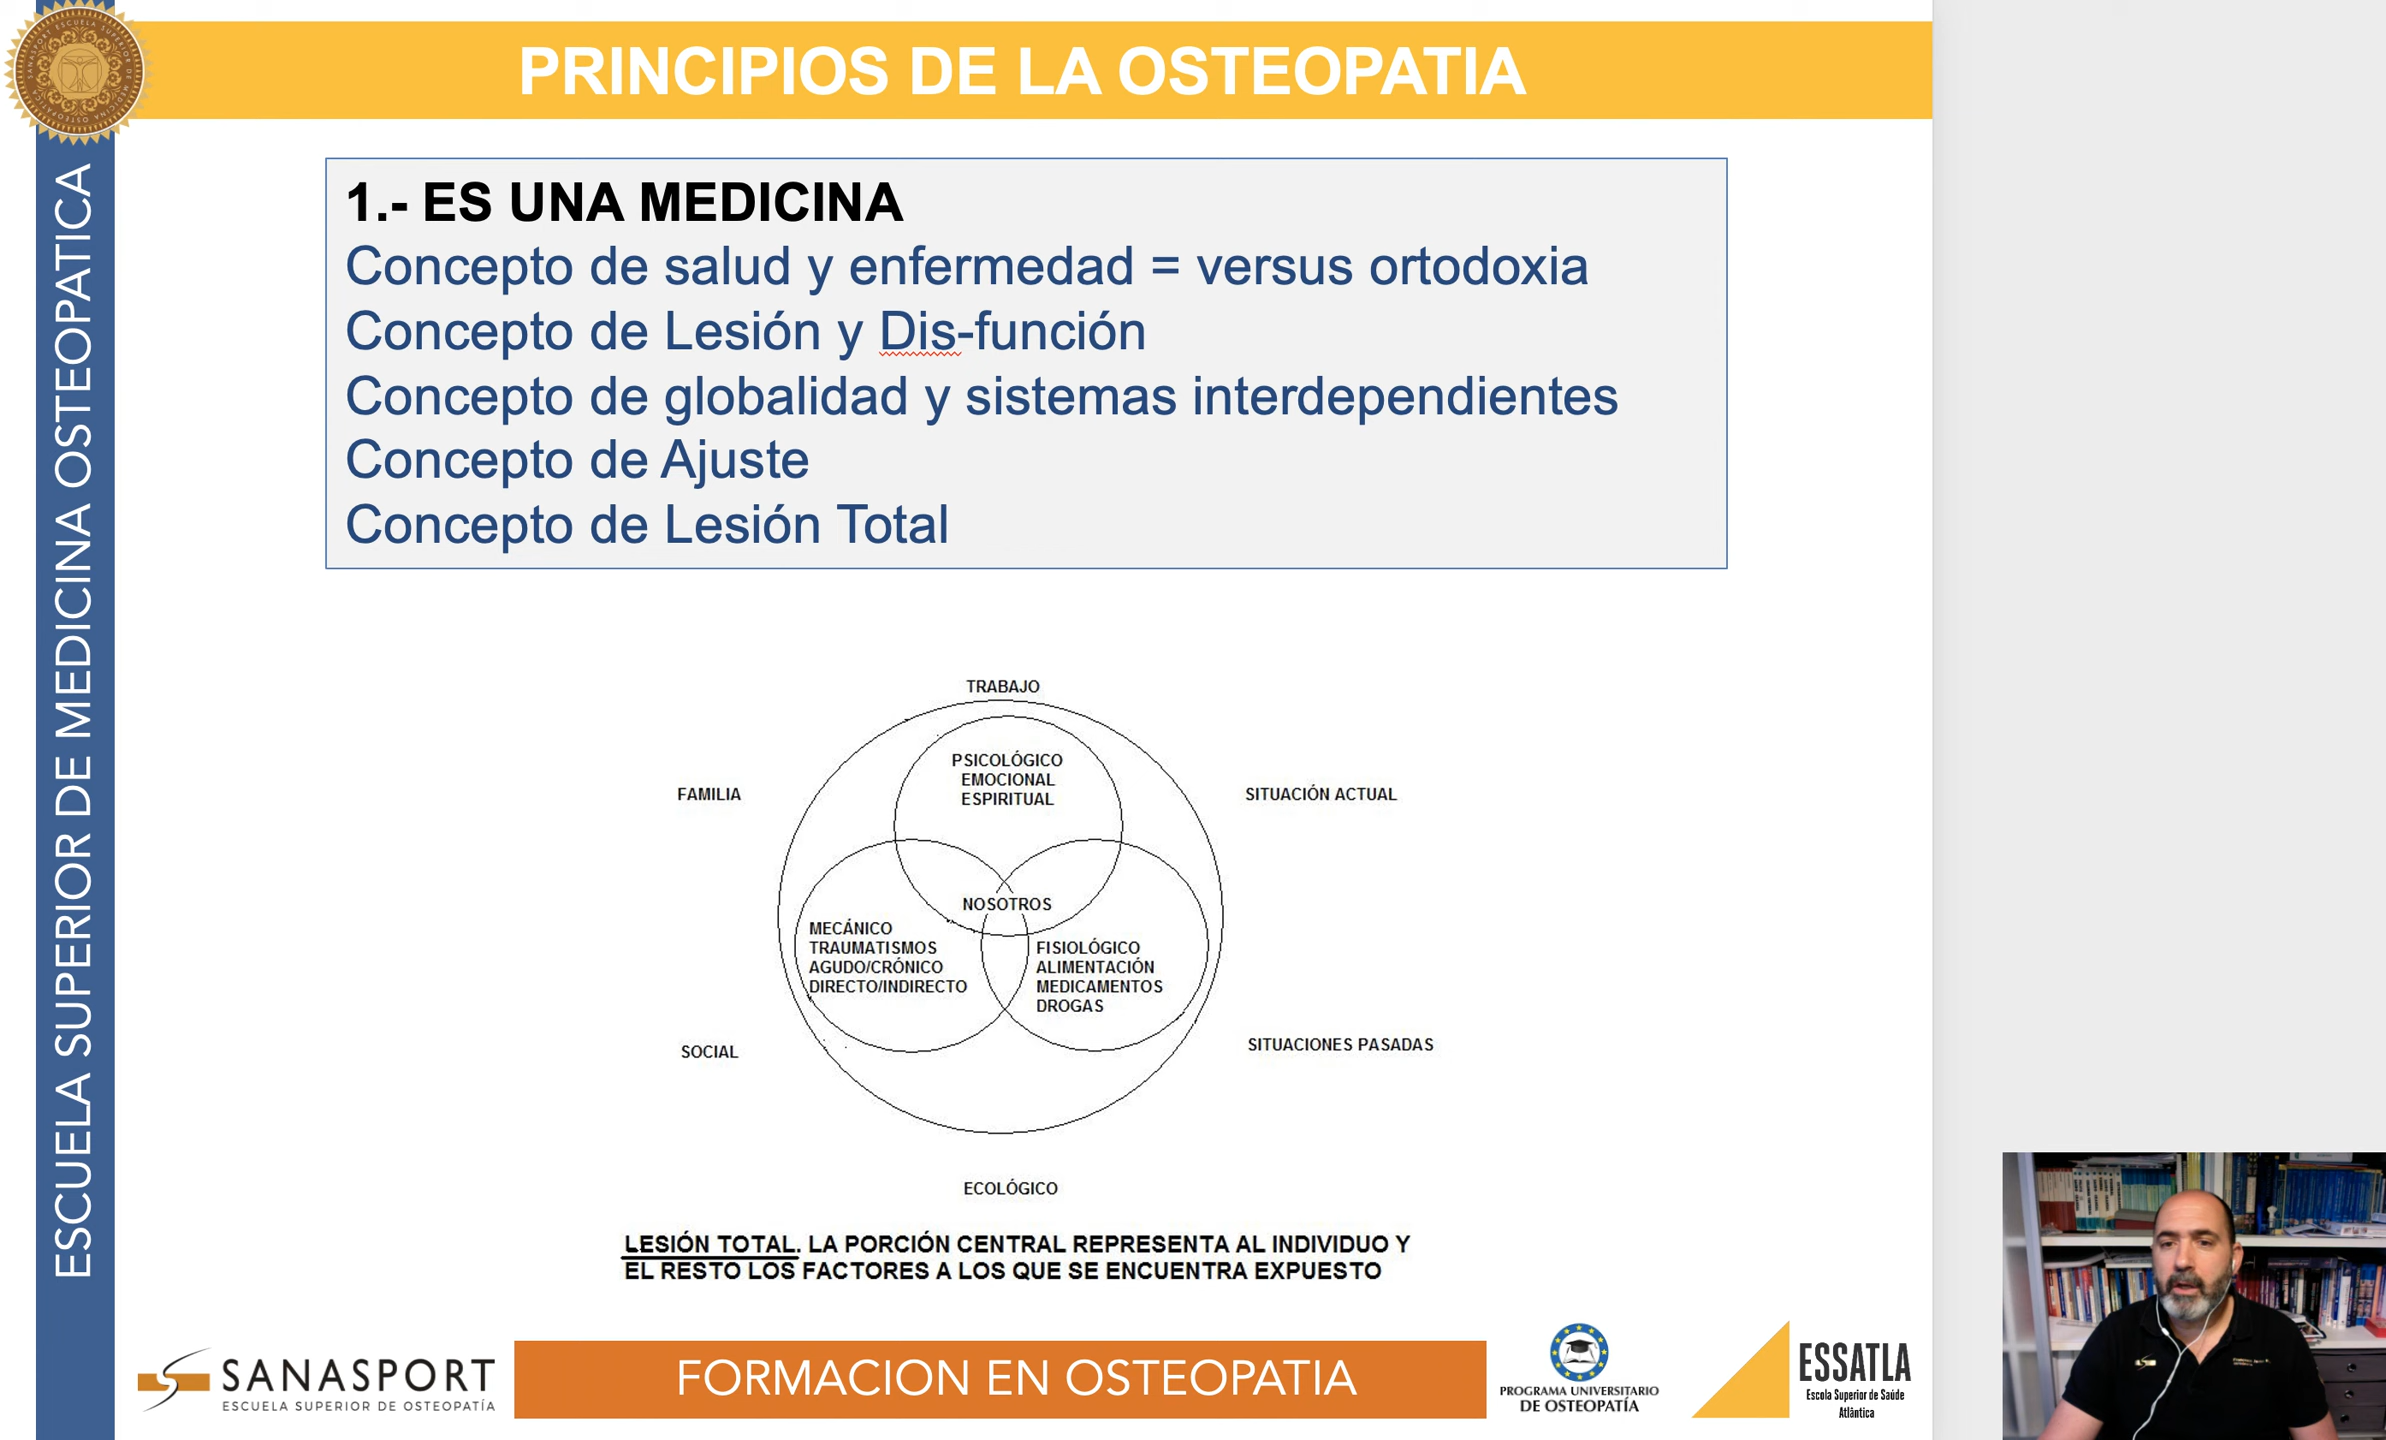 PRINCIPIOS DE LA OSTEOPATIA
ESCUELA SUPERIOR DE MEDICINA OSTEOPATICA
1.- ES UNA MEDICINA
Concepto de salud y enfermedad = versus ortodoxia
Concepto de Lesión y Dis-función
Concepto de globalidad y sistemas interdependientes
Concepto de Ajuste
Concepto de Lesión Total
TRABAJO
FAMILIA
SITUACIÓN ACTUAL
PSICOLÓGICO
EMOCIONAL
ESPIRITUAL
NOSOTROS
MECÁNICO
TRAUMATISMOS
AGUDO/CRÓNICO
DIRECTO/INDIRECTO
FISIOLÓGICO
ALIMENTACIÓN
MEDICAMENTOS
DROGAS
SOCIAL
SITUACIONES PASADAS
ECOLÓGICO
LESIÓN TOTAL. LA PORCIÓN CENTRAL REPRESENTA AL INDIVIDUO Y
EL RESTO LOS FACTORES A LOS QUE SE ENCUENTRA EXPUESTO
SANASPORT
ESCUELA SUPERIOR DE OSTEOPATÍA
FORMACION EN OSTEOPATIA
PROGRAMA UNIVERSITARIO
DE OSTEOPATÍA
ESSATLA
Escola Superior de Saúde
Atlântica